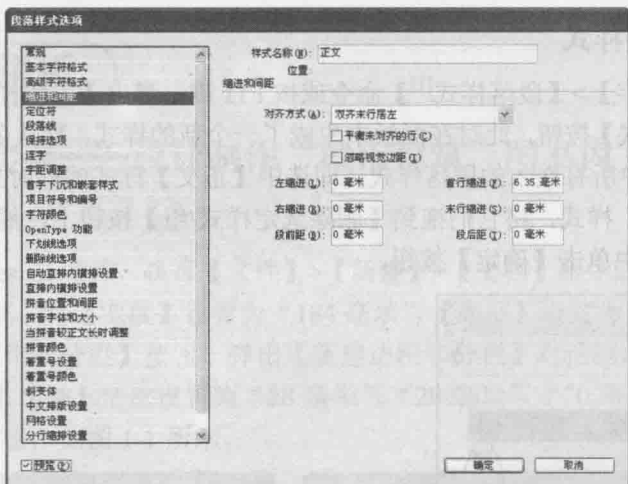 段落样式选项
常规
基本字符格式
高级字符格式
缩进和间距
定位符
段落线
保持选项
连字
字距调整
首字下沉和嵌套样式
项目符号和编号
字符颜色
OpenType 功能
下划线选项
删除线选项
自动直排内横排设置
直排内横排设置
拼音位置和间距
拼音字体和大小
当拼音较正文长时调整
拼音颜色
着重号设置
着重号颜色
斜变体
中文排版设置
网格设置
分行缩排设置
样式名称(N): 正文
位置:
缩进和间距
对齐方式(A): 双齐末行居左
平衡未对齐的行(C)
忽略视觉边距(I)
左缩进(L): 0 毫米
首行缩进(F): 6.35 毫米
右缩进(R): 0 毫米
末行缩进(S): 0 毫米
段前距(B): 0 毫米
段后距(T): 0 毫米
预览(P)
确定
取消